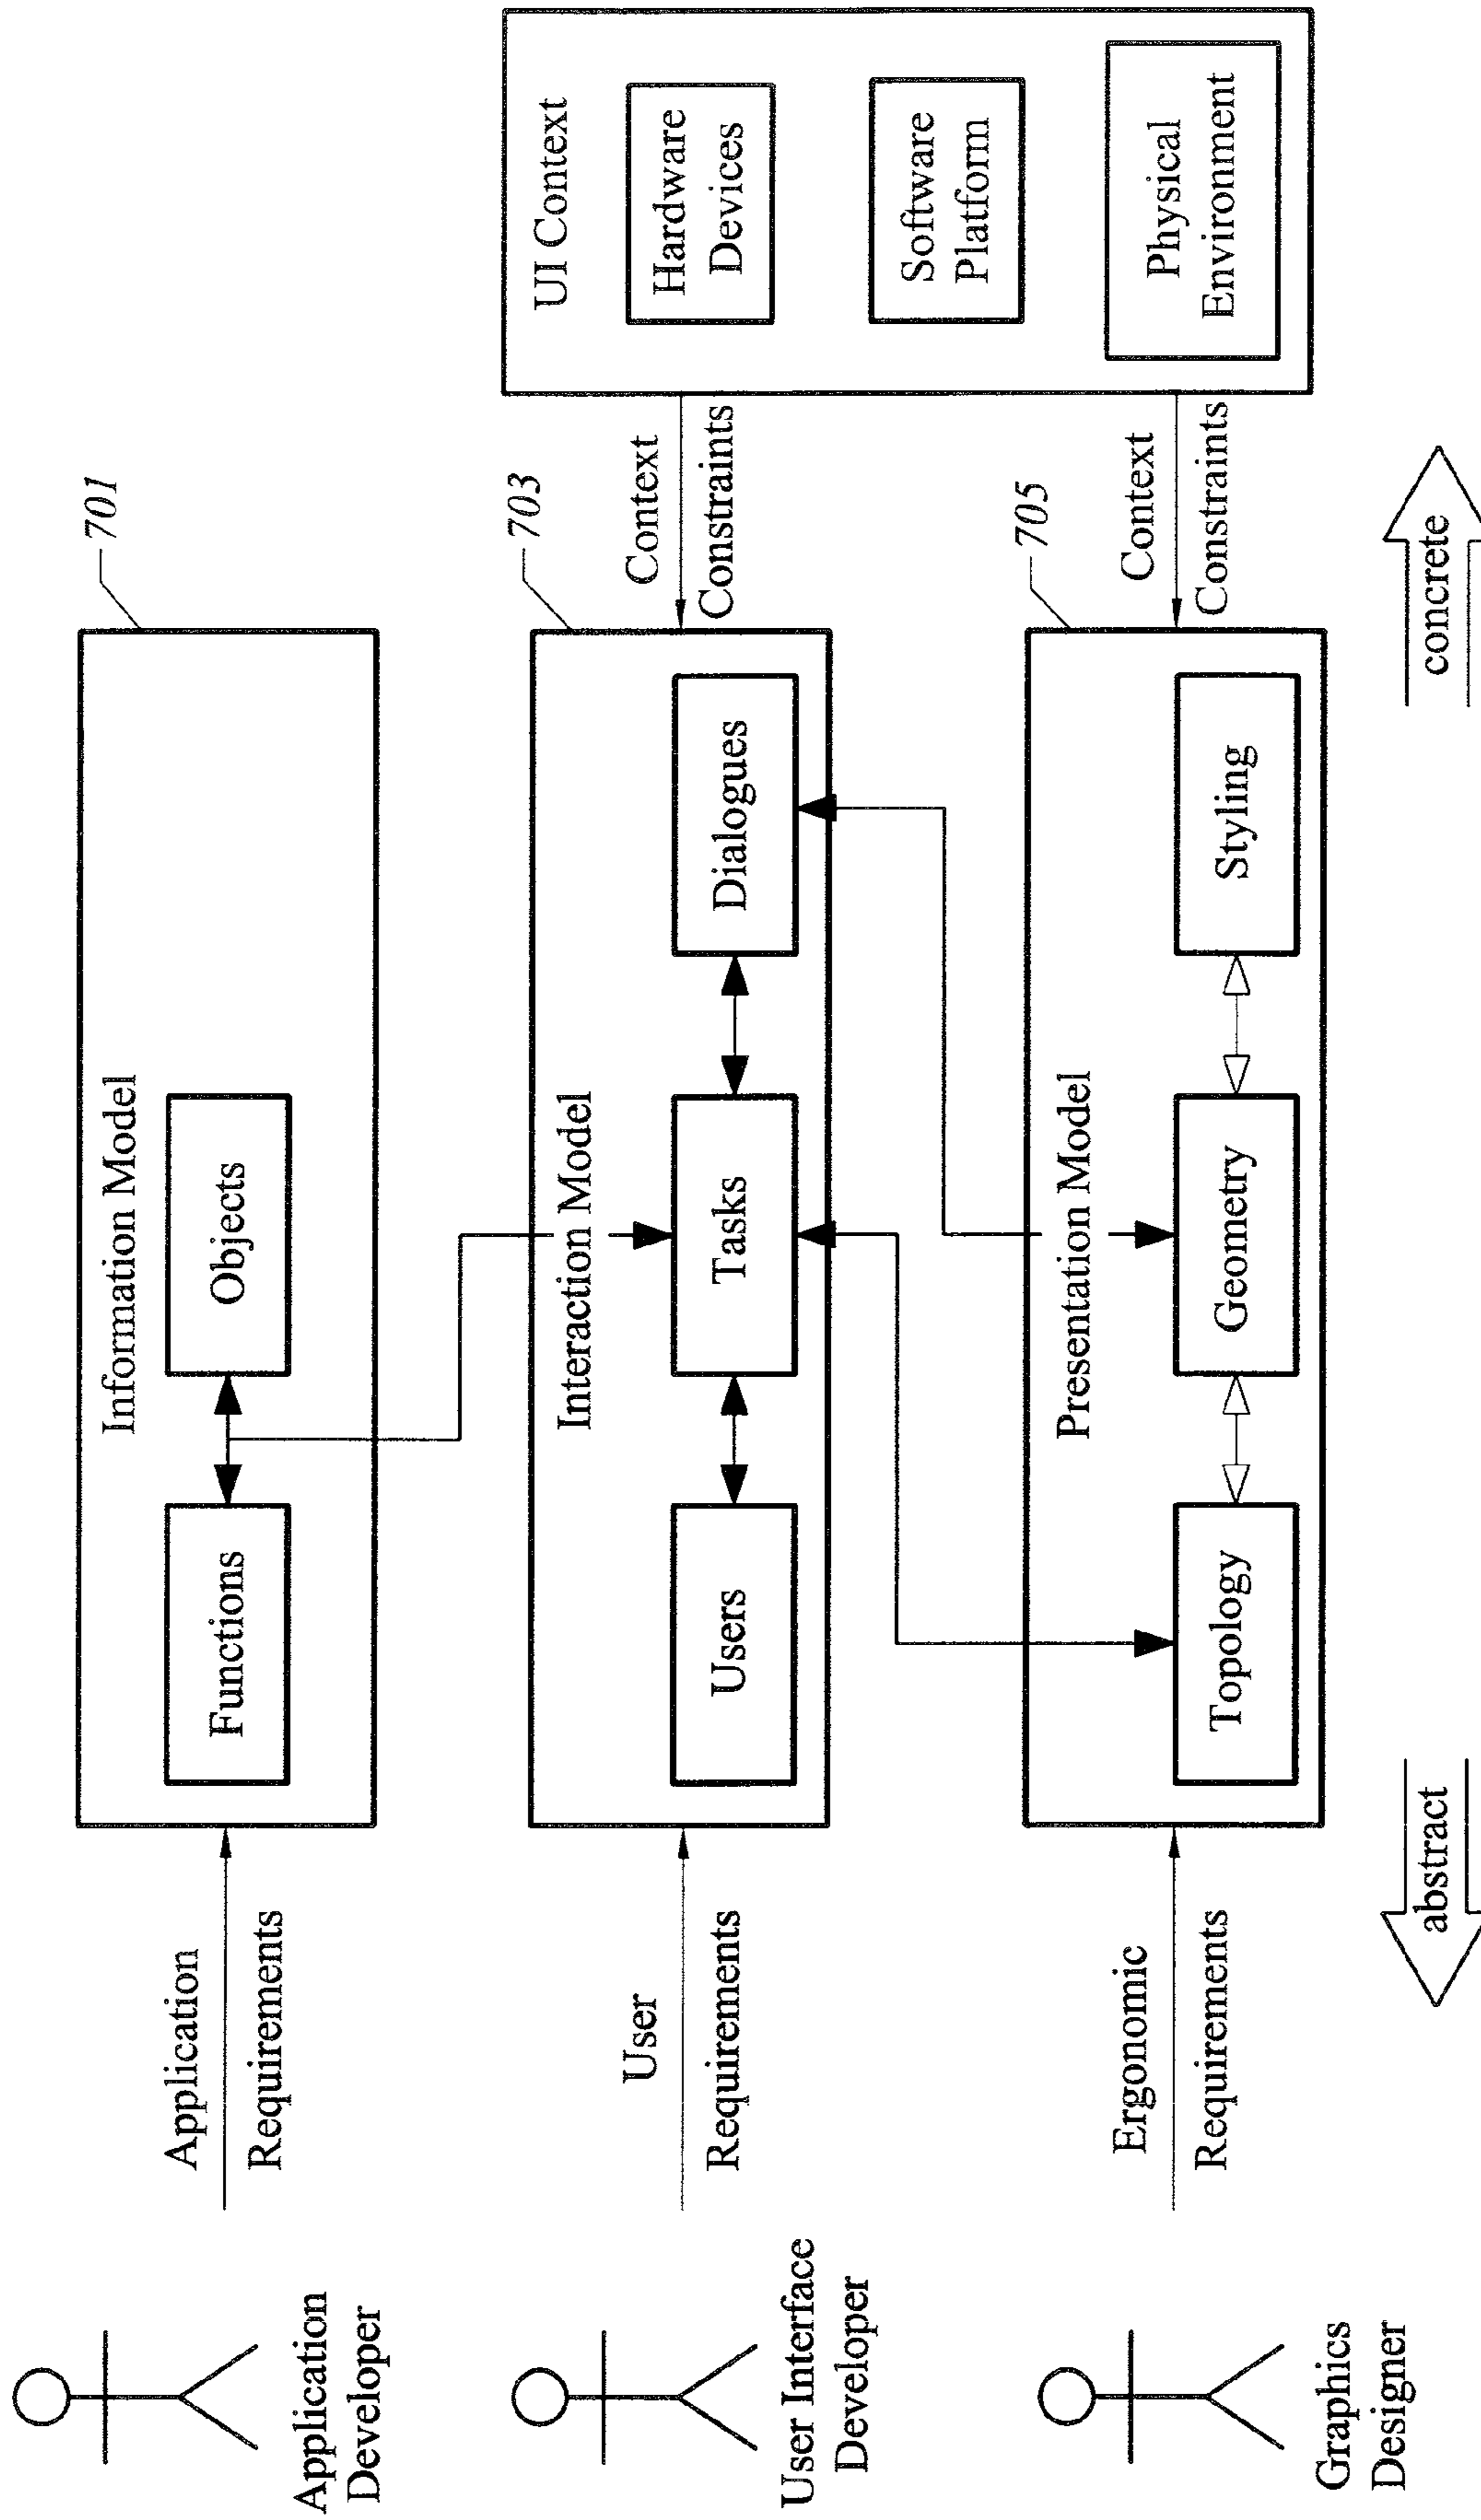 701
Information Model
Functions
Objects
Application
Requirements
Application
Developer
703
Interaction Model
Users
Tasks
Dialogues
User
Requirements
User Interface
Developer
Context
Constraints
705
Presentation Model
Topology
Geometry
Styling
Ergonomic
Requirements
Graphics
Designer
Context
Constraints
UI Context
Hardware
Devices
Software
Platform
Physical
Environment
abstract
concrete